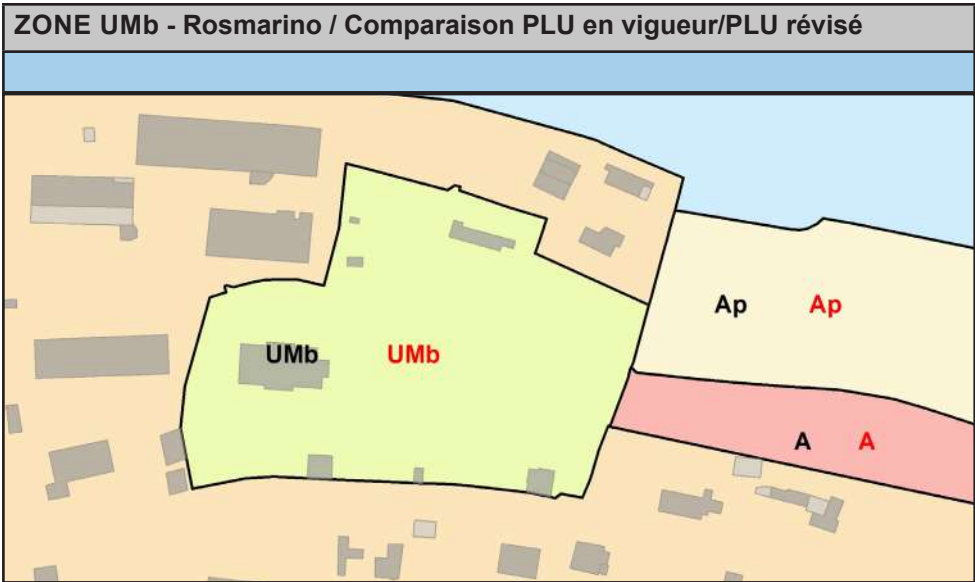 ZONE UMb - Rosmarino / Comparaison PLU en vigueur/PLU révisé
Ap Ap
UMb UMb
A A